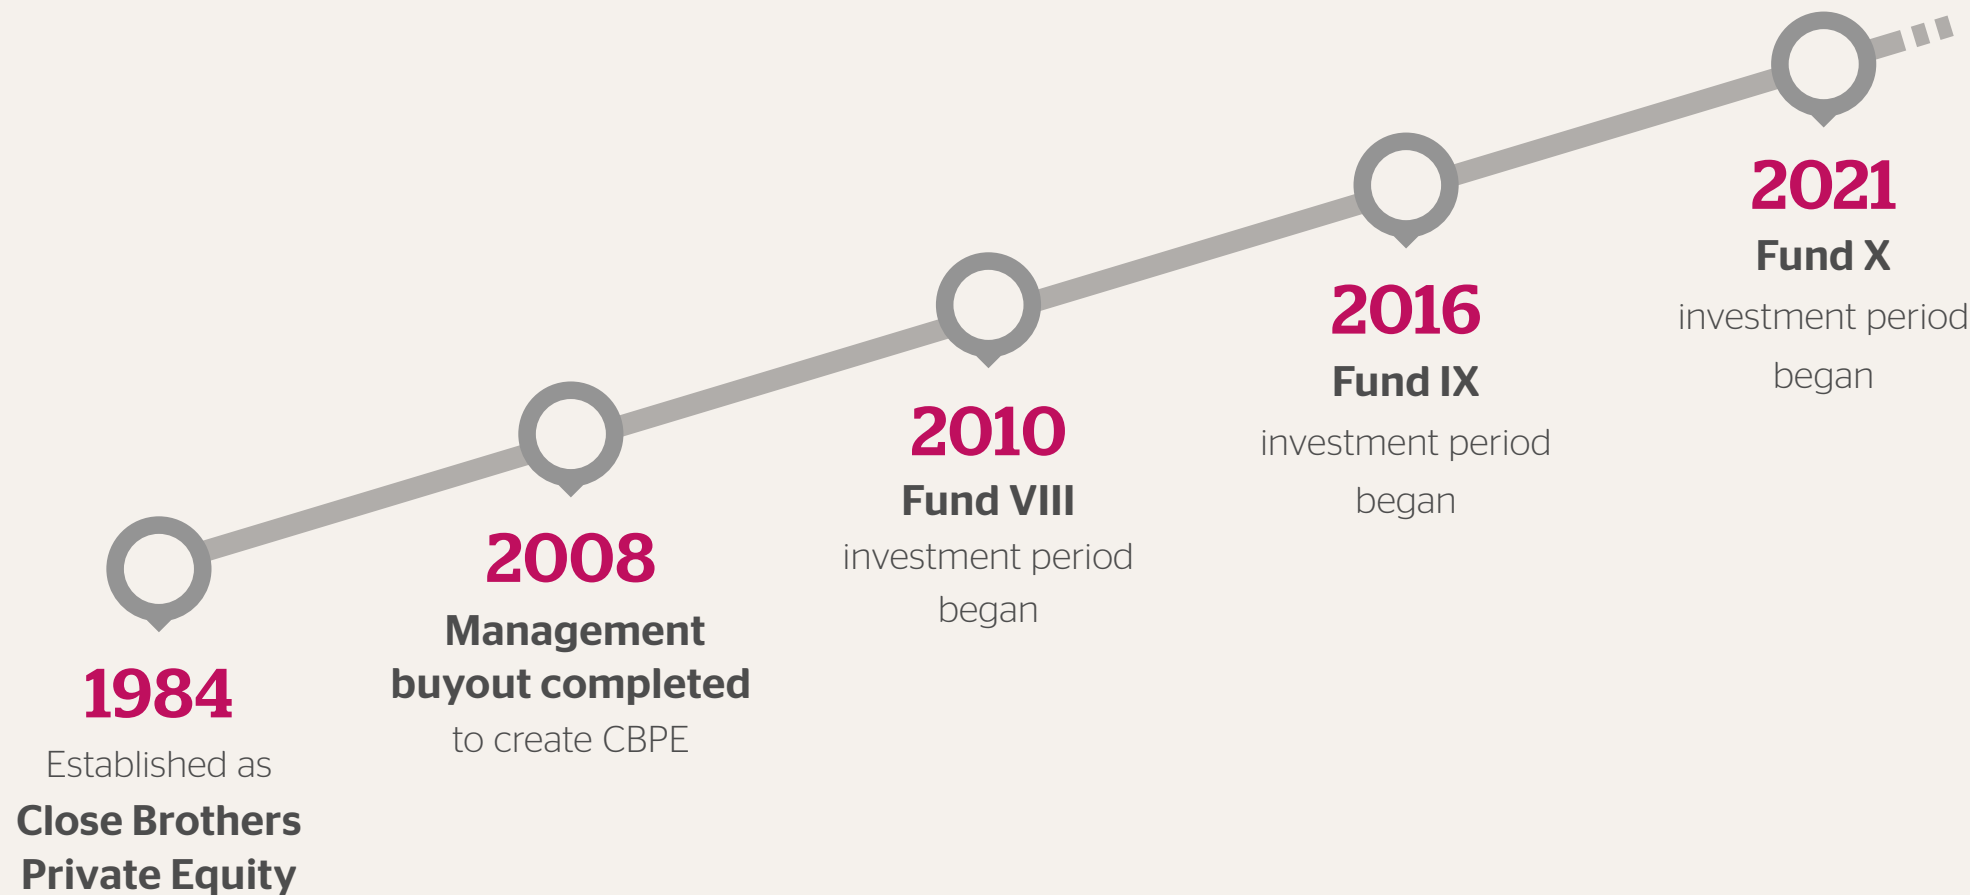 1984
Established as
Close Brothers
Private Equity
2008
Management
buyout completed
to create CBPE
2010
Fund VIII
investment period
began
2016
Fund IX
investment period
began
2021
Fund X
investment period
began